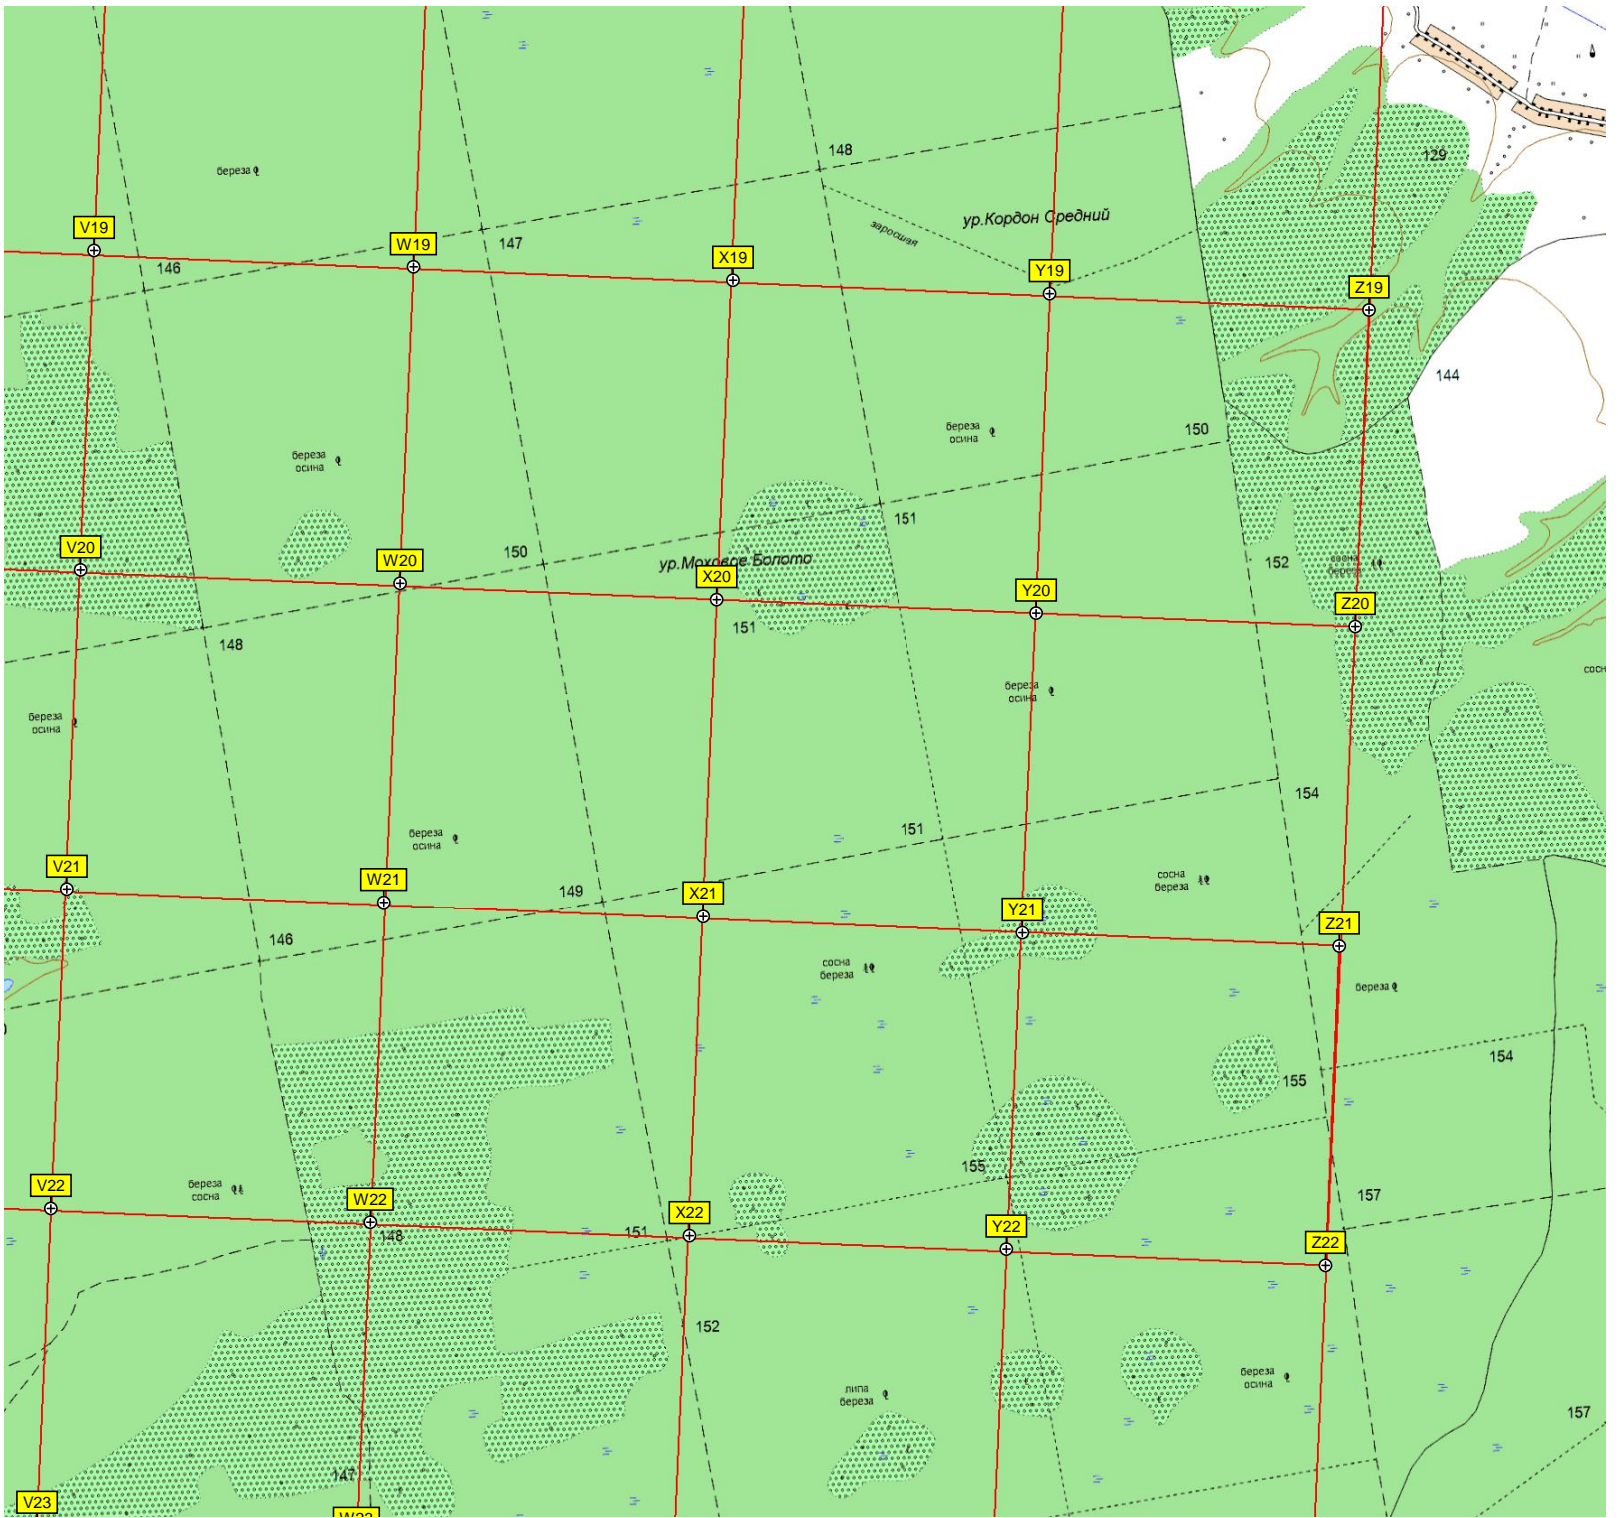 129
148
береза
ур.Кордон Средний
V19
147
заросшая
W19
X19
146
Y19
Z19
144
береза
осина
150
береза
осина
151
V20
150
W20
ур.Моховое Болото
152
сосна
береза
X20
Z20
Y20
151
148
береза
осина
береза
осина
154
151
береза
осина
V21
W21
149
сосна
береза
X21
Y21
Z21
146
сосна
береза
береза
154
155
155
V22
береза
сосна
W22
157
X22
148
151
Y22
Z22
152
береза
осина
липа
береза
157
147
V23
W23